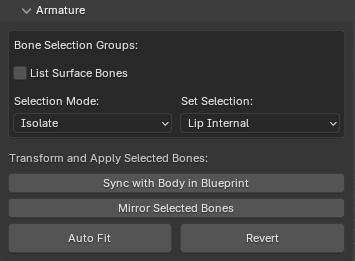 Armature
Bone Selection Groups:
List Surface Bones
Selection Mode: Set Selection:
Isolate Lip Internal
Transform and Apply Selected Bones:
Sync with Body in Blueprint
Mirror Selected Bones
Auto Fit Revert